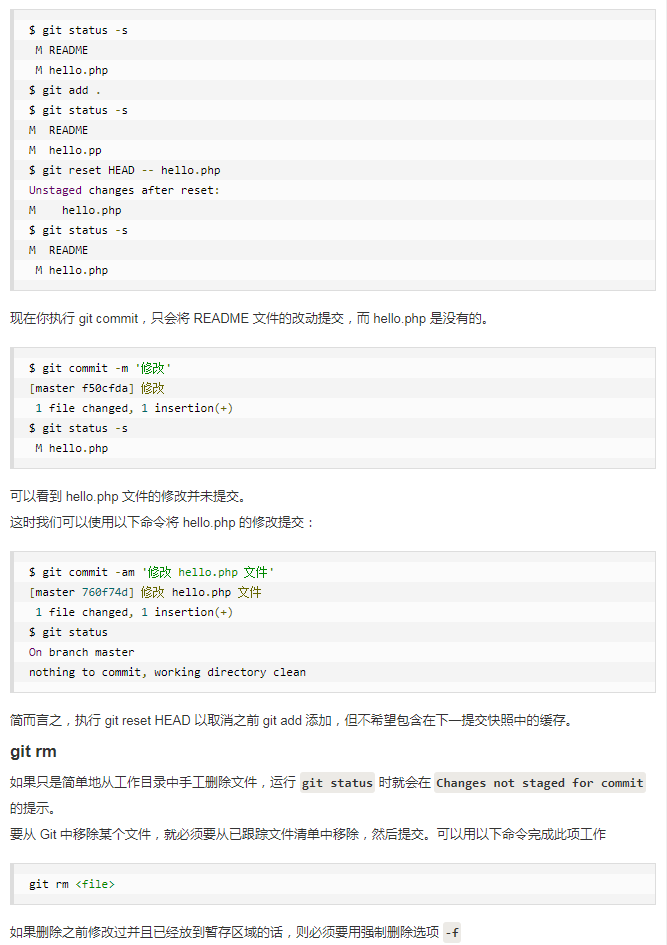 $ git status -s
 M README
 M hello.php
$ git add .
$ git status -s
M  README
M  hello.pp
$ git reset HEAD -- hello.php
Unstaged changes after reset:
M    hello.php
$ git status -s
M  README
 M hello.php
现在你执行 git commit，只会将 README 文件的改动提交，而 hello.php 是没有的。
$ git commit -m '修改'
[master f50cfda] 修改
 1 file changed, 1 insertion(+)
$ git status -s
 M hello.php
可以看到 hello.php 文件的修改并未提交。
这时我们可以使用以下命令将 hello.php 的修改提交：
$ git commit -am '修改 hello.php 文件'
[master 760f74d] 修改 hello.php 文件
 1 file changed, 1 insertion(+)
$ git status
On branch master
nothing to commit, working directory clean
简而言之，执行 git reset HEAD 以取消之前 git add 添加，但不希望包含在下一提交快照中的缓存。
git rm
如果只是简单地从工作目录中手工删除文件，运行 git status 时就会在 Changes not staged for commit
的提示。
要从 Git 中移除某个文件，就必须要从已跟踪文件清单中移除，然后提交。可以用以下命令完成此项工作
git rm <file>
如果删除之前修改过并且已经放到暂存区域的话，则必须要用强制删除选项 -f